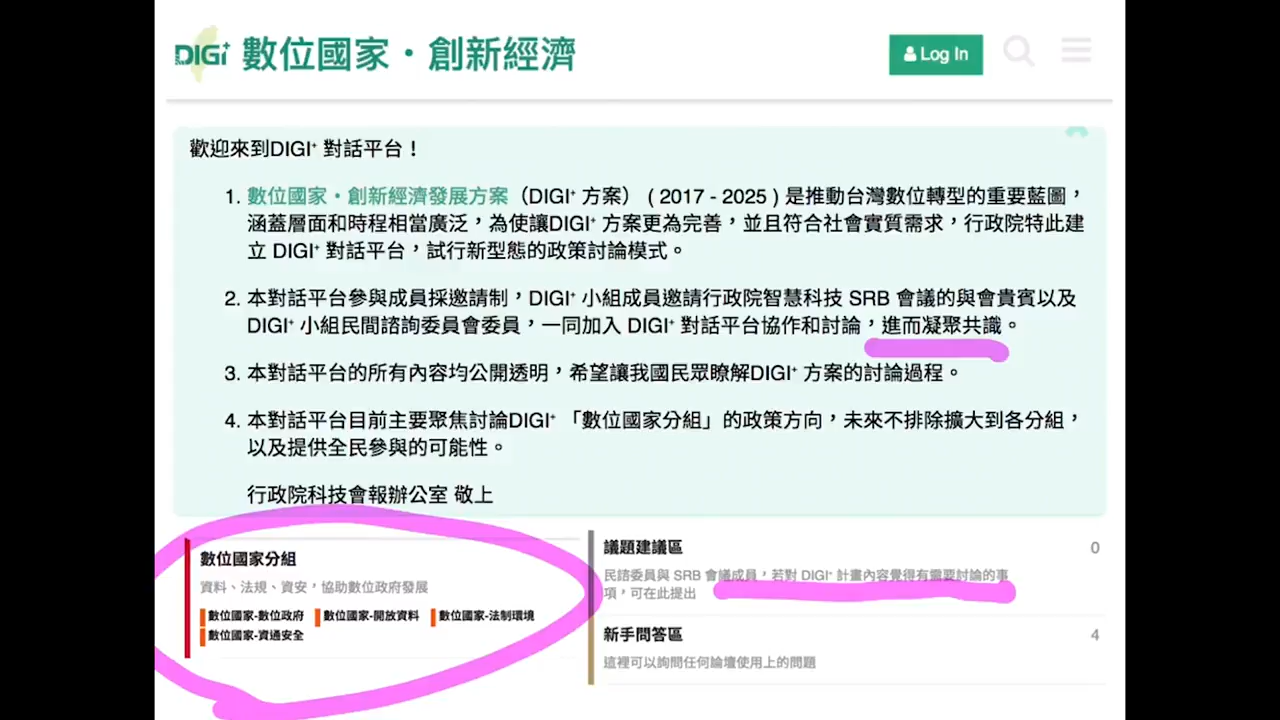 DIGI⁺ 數位國家・創新經濟
Log In
歡迎來到DIGI⁺ 對話平台！
1. 數位國家・創新經濟發展方案（DIGI⁺ 方案）( 2017 - 2025 ) 是推動台灣數位轉型的重要藍圖，
涵蓋層面和時程相當廣泛，為使讓DIGI⁺ 方案更為完善，並且符合社會實質需求，行政院特此建
立 DIGI⁺ 對話平台，試行新型態的政策討論模式。
2. 本對話平台參與成員採邀請制，DIGI⁺ 小組成員邀請行政院智慧科技 SRB 會議的與會貴賓以及
DIGI⁺ 小組民間諮詢委員會委員，一同加入 DIGI⁺ 對話平台協作和討論，進而凝聚共識。
3. 本對話平台的所有內容均公開透明，希望讓我國民眾瞭解DIGI⁺ 方案的討論過程。
4. 本對話平台目前主要聚焦討論DIGI⁺ 「數位國家分組」的政策方向，未來不排除擴大到各分組，
以及提供全民參與的可能性。
行政院科技會報辦公室 敬上
數位國家分組
資料、法規、資安，協助數位政府發展
數位國家-數位政府 數位國家-開放資料 數位國家-法制環境
數位國家-資通安全
議題建議區 0
民諮委員與 SRB 會議成員，若對 DIGI⁺ 計畫內容覺得有需要討論的事
項，可在此提出
新手問答區 4
這裡可以詢問任何論壇使用上的問題